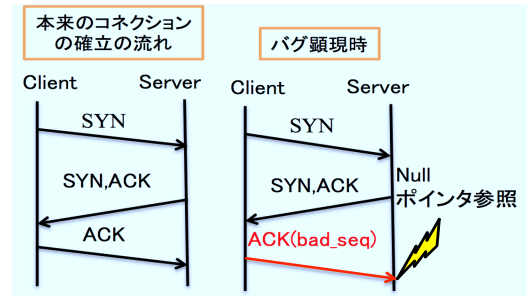 本来のコネクション
の確立の流れ
Client Server
SYN
SYN,ACK
ACK
バグ顕現時
Client Server
SYN
SYN,ACK
Null
ポインタ参照
ACK(bad_seq)